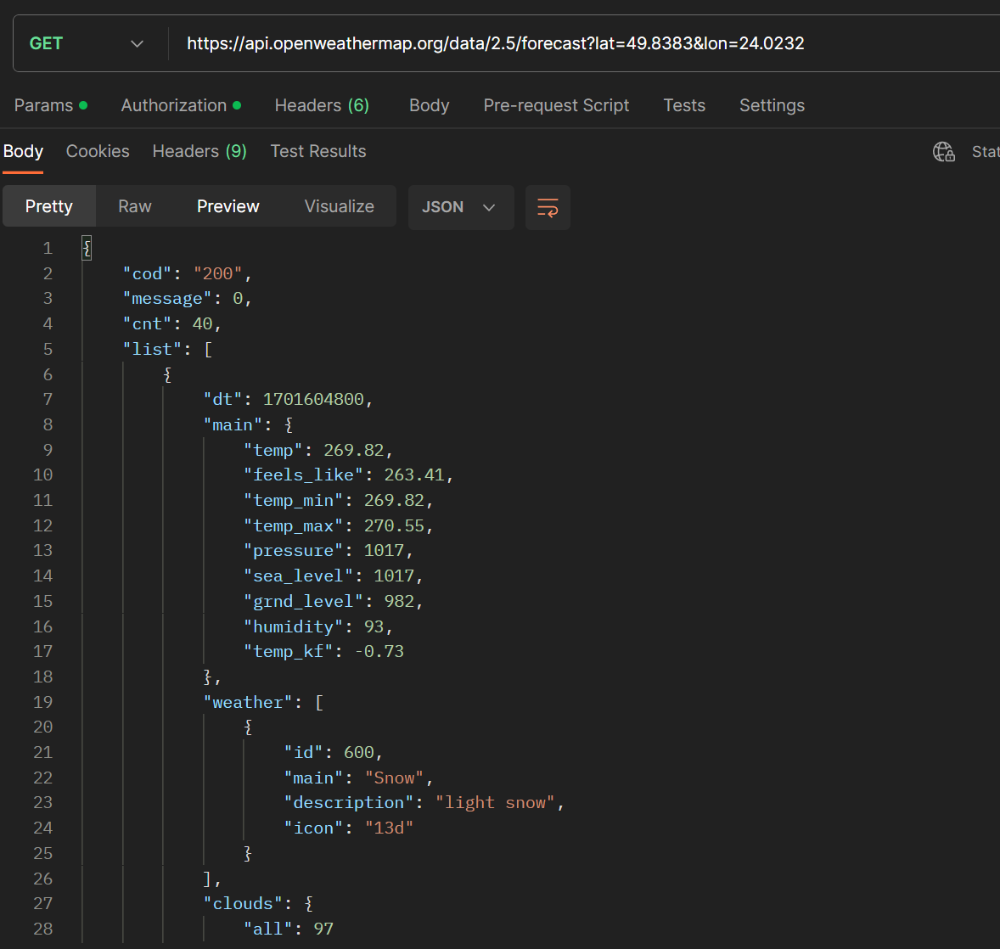 GET https://api.openweathermap.org/data/2.5/forecast?lat=49.8383&lon=24.0232
Params Authorization Headers (6) Body Pre-request Script Tests Settings
Body Cookies Headers (9) Test Results Stat
Pretty Raw Preview Visualize JSON
1 {
2 "cod": "200",
3 "message": 0,
4 "cnt": 40,
5 "list": [
6 {
7 "dt": 1701604800,
8 "main": {
9 "temp": 269.82,
10 "feels_like": 263.41,
11 "temp_min": 269.82,
12 "temp_max": 270.55,
13 "pressure": 1017,
14 "sea_level": 1017,
15 "grnd_level": 982,
16 "humidity": 93,
17 "temp_kf": -0.73
18 },
19 "weather": [
20 {
21 "id": 600,
22 "main": "Snow",
23 "description": "light snow",
24 "icon": "13d"
25 }
26 ],
27 "clouds": {
28 "all": 97